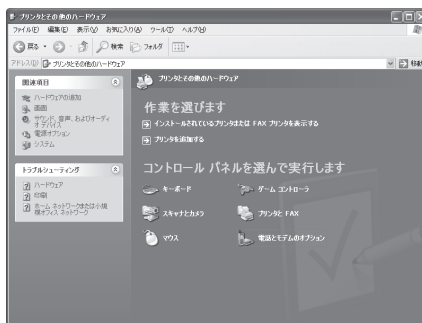 プリンタとその他のハードウェア
ファイル(F) 編集(E) 表示(V) お気に入り(A) ツール(T) ヘルプ(H)
戻る 検索 フォルダ
アドレス(D) プリンタとその他のハードウェア 移動
関連項目
ハードウェアの追加
画面
サウンド、音声、およびオーディオ デバイス
電源オプション
システム
トラブルシューティング
ハードウェア
印刷
ホーム ネットワークまたは小規模オフィス ネットワーク
プリンタとその他のハードウェア
作業を選びます
インストールされているプリンタまたは FAX プリンタを表示する
プリンタを追加する
コントロール パネルを選んで実行します
キーボード
ゲーム コントローラ
スキャナとカメラ
プリンタと FAX
マウス
電話とモデムのオプション